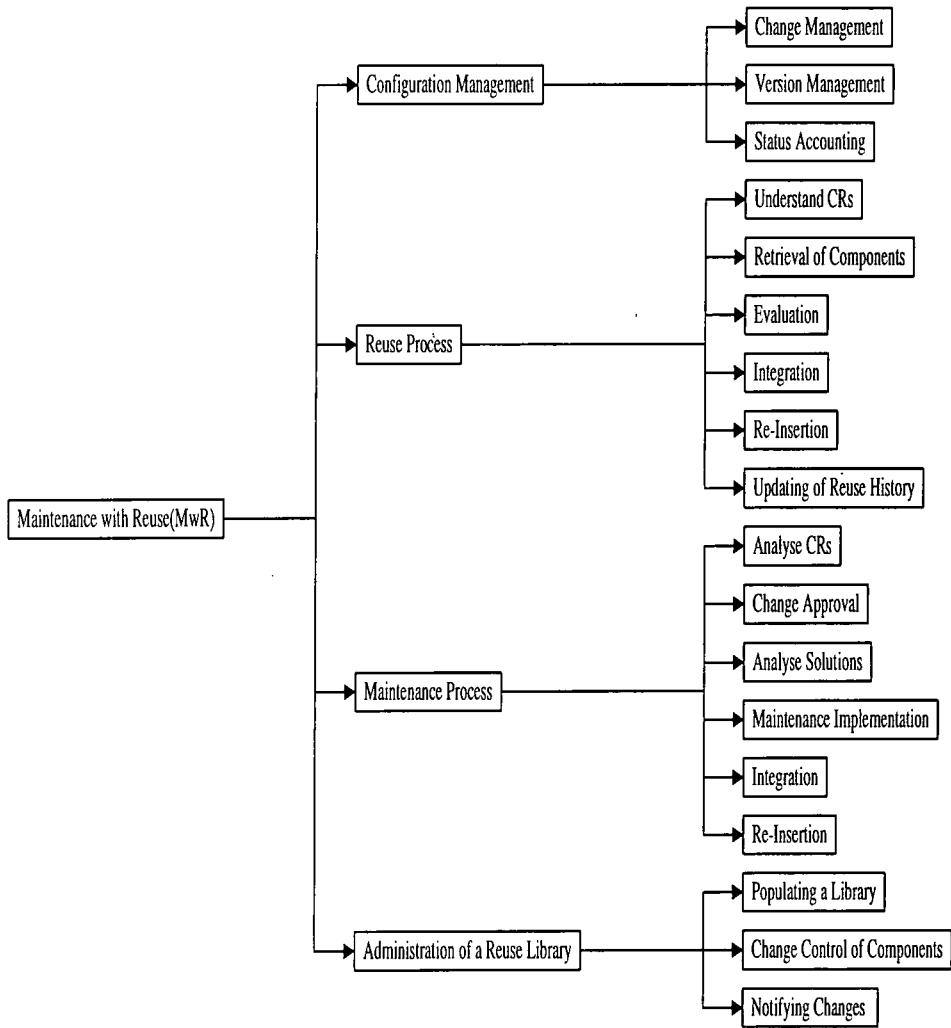 Change Management
Configuration Management
Version Management
Status Accounting
Understand CRs
Retrieval of Components
Evaluation
Reuse Process
Integration
Re-Insertion
Updating of Reuse History
Maintenance with Reuse(MwR)
Analyse CRs
Change Approval
Analyse Solutions
Maintenance Process
Maintenance Implementation
Integration
Re-Insertion
Populating a Library
Administration of a Reuse Library
Change Control of Components
Notifying Changes